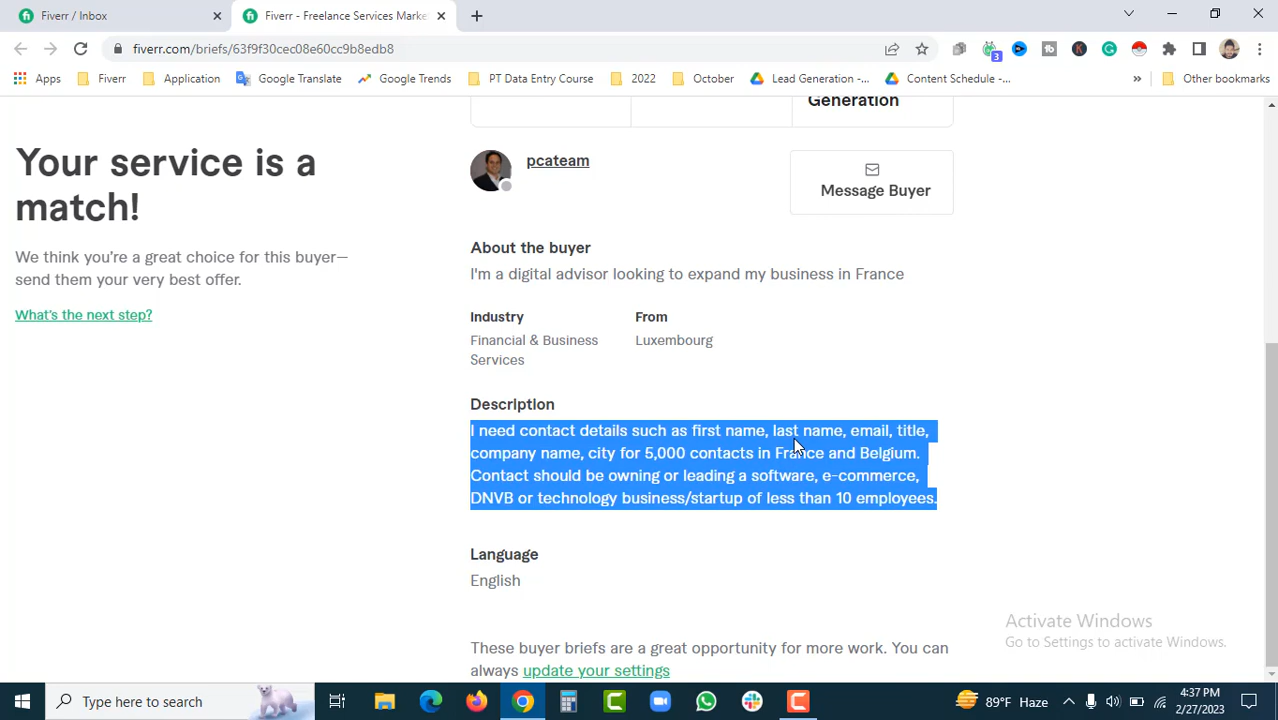 Fiverr / Inbox
Fiverr - Freelance Services Marke
fiverr.com/briefs/63f9f30cec08e60cc9b8edb8
3
Apps
Fiverr
Application
Google Translate
Google Trends
PT Data Entry Course
2022
October
Lead Generation -...
Content Schedule -...
»
Other bookmarks
Generation
Your service is a
match!
We think you're a great choice for this buyer—
send them your very best offer.
What's the next step?
pcateam
Message Buyer
About the buyer
I'm a digital advisor looking to expand my business in France
Industry
From
Financial & Business
Services
Luxembourg
Description
I need contact details such as first name, last name, email, title,
company name, city for 5,000 contacts in France and Belgium.
Contact should be owning or leading a software, e-commerce,
DNVB or technology business/startup of less than 10 employees.
Language
English
These buyer briefs are a great opportunity for more work. You can
always update your settings
Activate Windows
Go to Settings to activate Windows.
Type here to search
89°F Haze
4:37 PM
2/27/2023